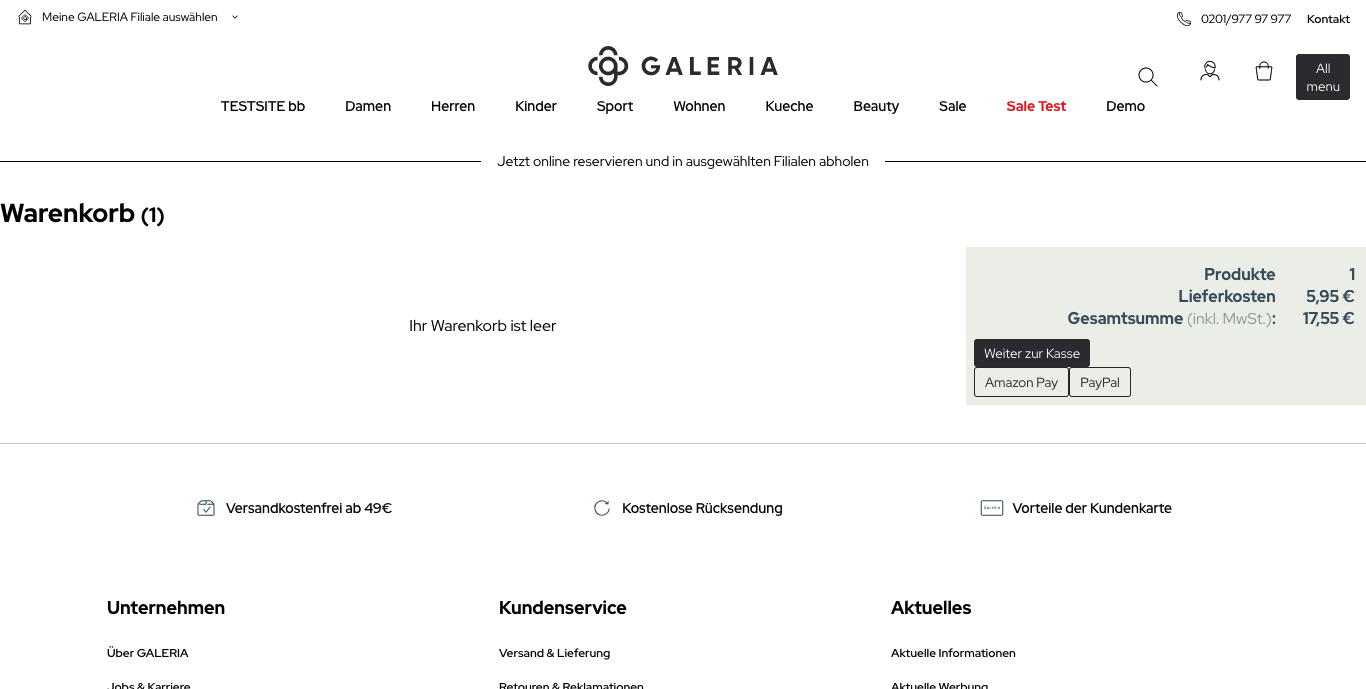 Meine GALERIA Filiale auswählen
0201/977 97 977 Kontakt
GALERIA
All
menu
TESTSITE bb Damen Herren Kinder Sport Wohnen Kueche Beauty Sale Sale Test Demo
Jetzt online reservieren und in ausgewählten Filialen abholen
Warenkorb (1)
Ihr Warenkorb ist leer
Produkte 1
Lieferkosten 5,95 €
Gesamtsumme (inkl. MwSt.): 17,55 €
Weiter zur Kasse
Amazon Pay PayPal
Versandkostenfrei ab 49€ Kostenlose Rücksendung Vorteile der Kundenkarte
Unternehmen Kundenservice Aktuelles
Über GALERIA Versand & Lieferung Aktuelle Informationen
Jobs & Karriere Retouren & Reklamationen Aktuelle Werbung